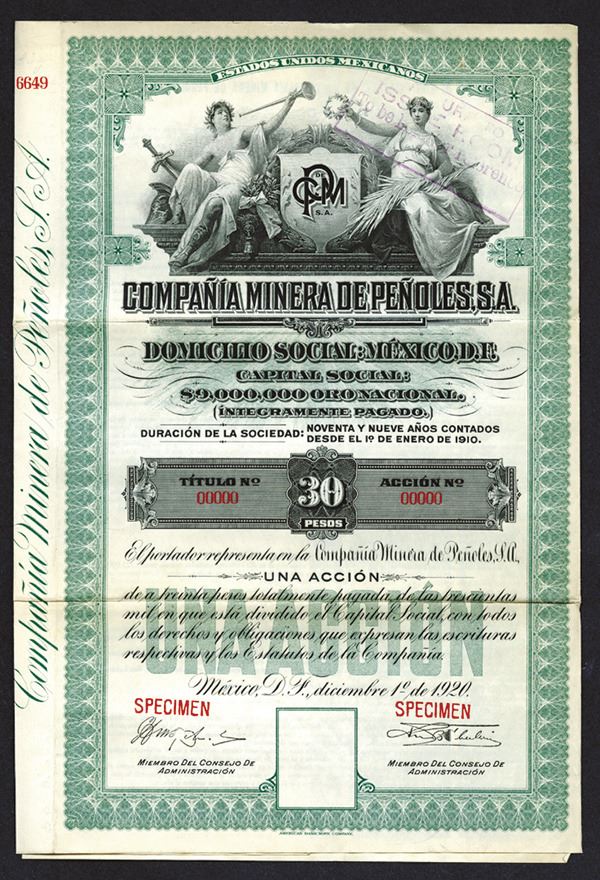 6649
Compañía Minera de Peñoles, S.A.
ESTADOS UNIDOS MEXICANOS
C DE P M
S.A.
COMPAÑÍA MINERA DE PEÑOLES, S.A.
DOMICILIO SOCIAL: MÉXICO, D.F.
CAPITAL SOCIAL:
$9,000,000 ORO NACIONAL.
(ÍNTEGRAMENTE PAGADO.)
DURACIÓN DE LA SOCIEDAD: NOVENTA Y NUEVE AÑOS CONTADOS
DESDE EL 1º DE ENERO DE 1910.
TÍTULO Nº
00000
30
PESOS
ACCIÓN Nº
00000
El portador representa en la Compañía Minera de Peñoles, S.A.,
UNA ACCIÓN
de a treinta pesos totalmente pagada, de las trescientas
mil en que está dividido el Capital Social, con todos
los derechos y obligaciones que expresan las escrituras
respectivas y los Estatutos de la Compañía.
UNA ACCIÓN
México, D. F., diciembre 1º de 1920.
SPECIMEN
SPECIMEN
MIEMBRO DEL CONSEJO DE
ADMINISTRACIÓN
MIEMBRO DEL CONSEJO DE
ADMINISTRACIÓN
AMERICAN BANK NOTE COMPANY.